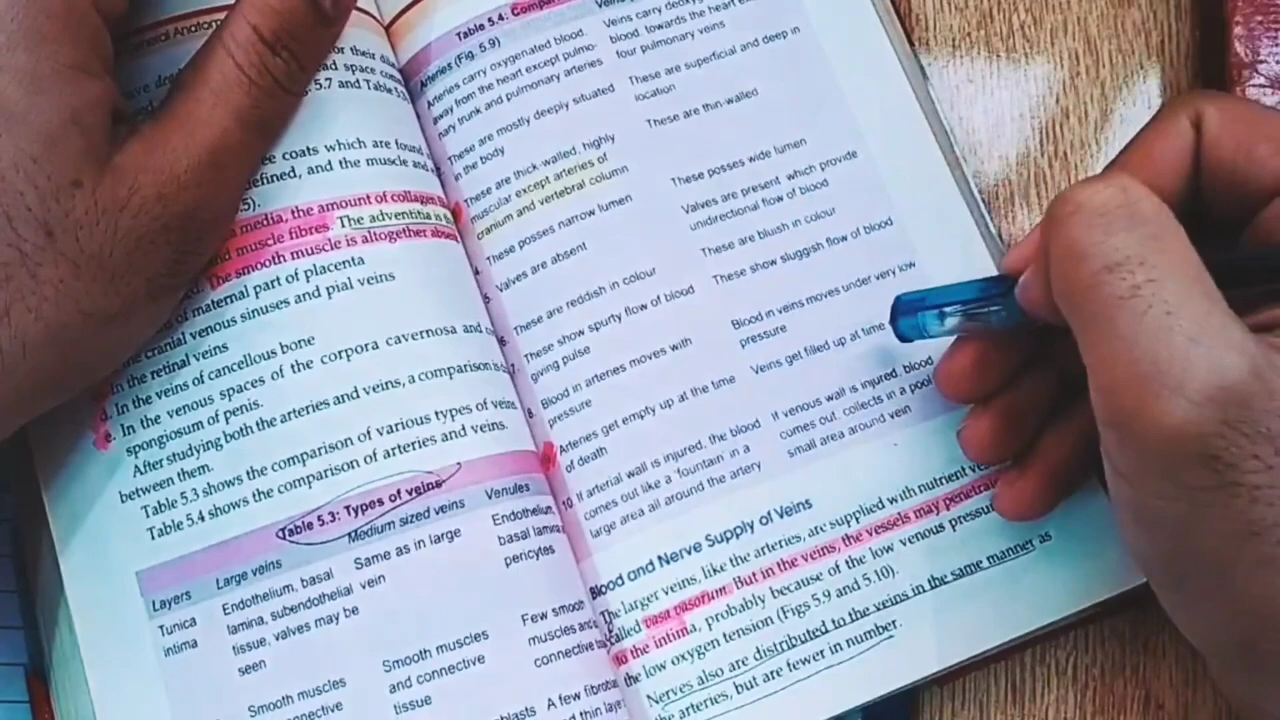 General Anatom
for their
ad space
5.7 and Table
ee coats which are found
efined, and the muscle
5).
media, the amount of collagen
nd muscle fibres. The adventitia is
The smooth muscle is altogether
of maternal part of placenta
cranial venous sinuses and pial veins
In the retinal veins
d. In the veins of cancellous bone
e. In the venous spaces of the corpora cavernosa and
spongiosum of penis.
After studying both the arteries and veins, a comparison is
between them.
Table 5.3 shows the comparison of various types of veins
Table 5.4 shows the comparison of arteries and veins.
Table 5.3: Types of veins
Layers Large veins Medium sized veins Venules
Tunica intima
Endothelium, basal
lamina, subendothelial
tissue, valves may be
seen
Same as in large
vein
Endothelium,
basal lamina
pericytes
Smooth muscles
Smooth muscles
and connective
tissue
Few smooth
muscles and
connective
A few
thin
Table 5.4:
Arteries (Fig. 5.9)
Arteries carry oxygenated blood,
away from the heart except pulmo-
nary trunk and pulmonary arteries
Veins carry
blood, towards the heart
four pulmonary veins
These are mostly deeply situated
in the body
These are superficial and deep in
location
These are thick-walled, highly
muscular except arteries of
cranium and vertebral column
These are thin-walled
4. These posses narrow lumen
These posses wide lumen
5. Valves are absent
Valves are present which provide
unidirectional flow of blood
6. These are reddish in colour
These are bluish in colour
7. These show spurty flow of blood
giving pulse
These show sluggish flow of blood
8. Blood in arteries moves with
pressure
Blood in veins moves under very low
pressure
Arteries get empty up at the time
of death
Veins get filled up at time
10. If arterial wall is injured, the blood
comes out like a 'fountain' in a
large area all around the artery
If venous wall is injured, blood
comes out, collects in a pool
small area around vein
Blood and Nerve Supply of Veins
The larger veins, like the arteries, are supplied with nutrient
called vasa vasorum. But in the veins, the vessels may penetrate
to the intima, probably because of the low venous pressure
the low oxygen tension (Figs 5.9 and 5.10).
Nerves also are distributed to the veins in the same manner as
the arteries, but are fewer in number.